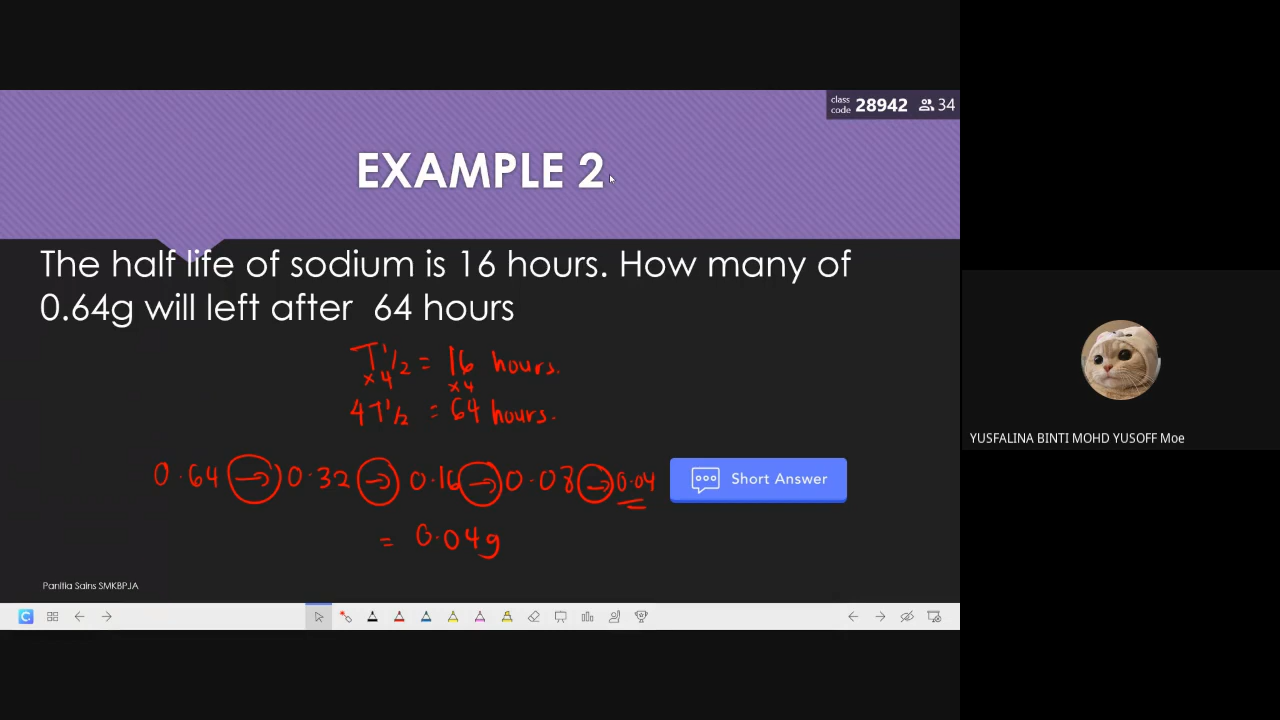 class code 28942 34
EXAMPLE 2
The half life of sodium is 16 hours. How many of
0.64g will left after 64 hours
T1/2 = 16 hours.
x4 x4
4T1/2 = 64 hours.
0.64 → 0.32 → 0.16 → 0.08 → 0.04
Short Answer
= 0.04g
YUSFALINA BINTI MOHD YUSOFF Moe
Panitia Sains SMKBPJA